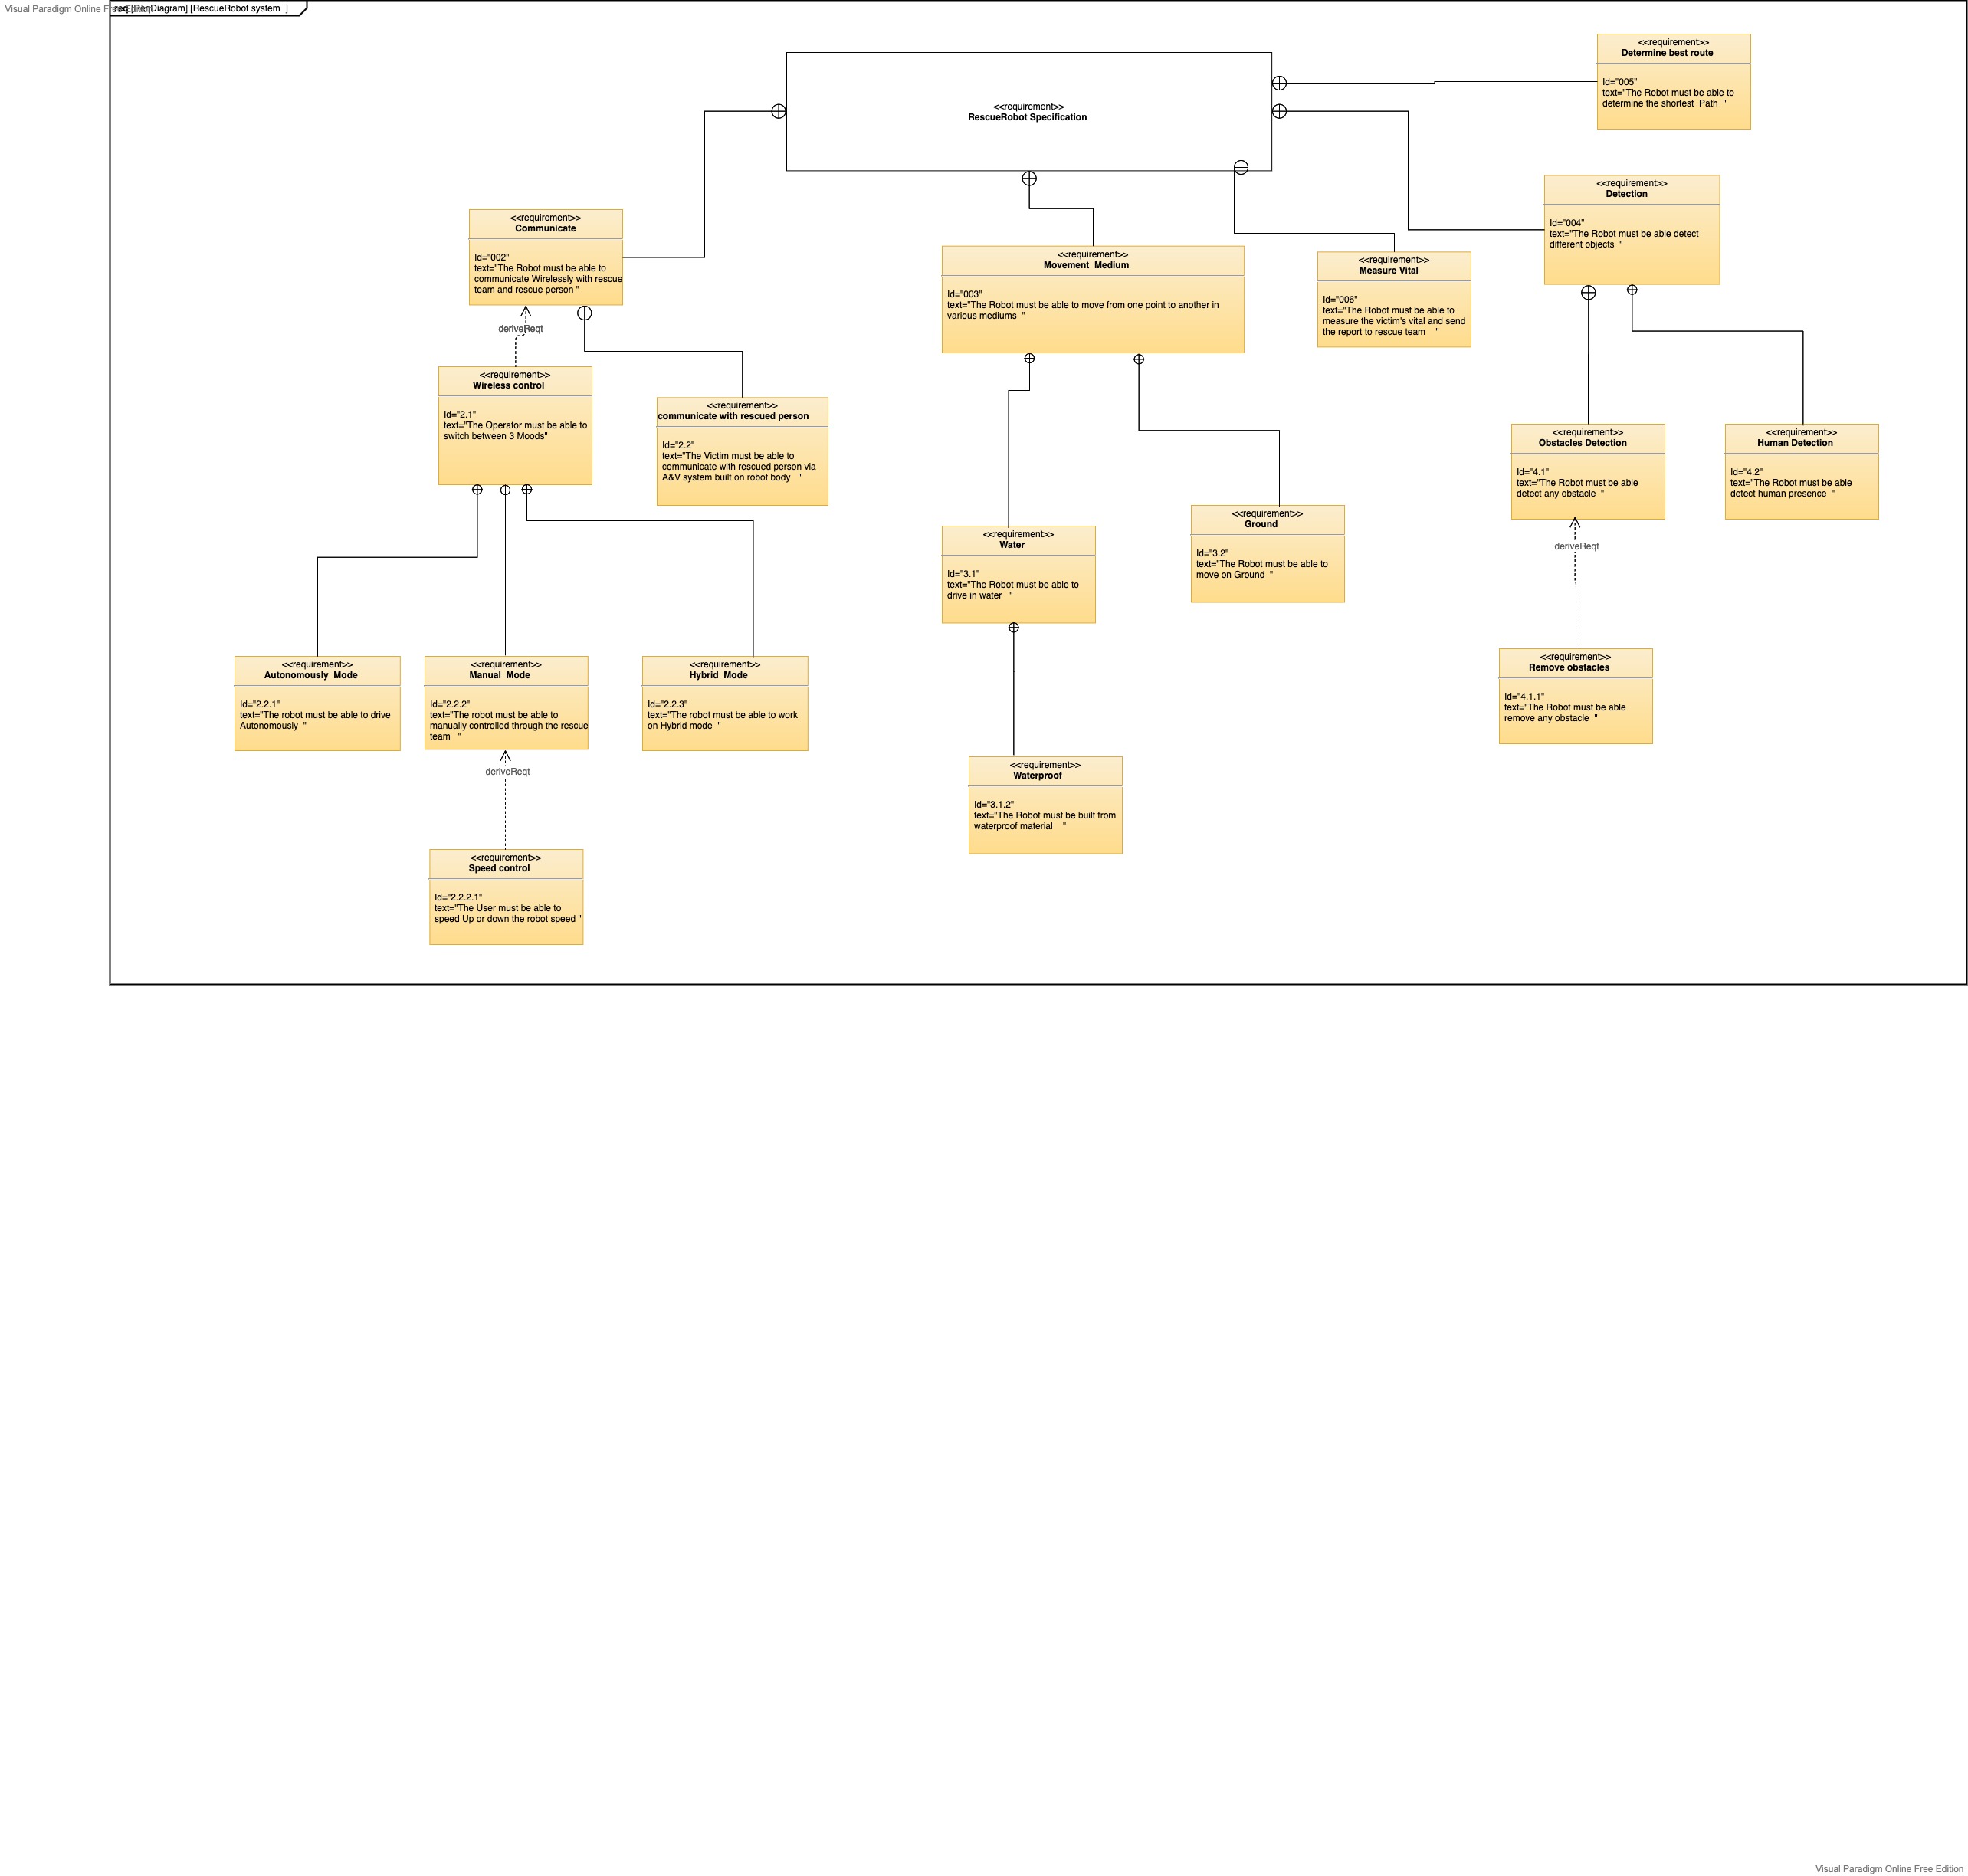 Visual Paradigm Online Free Edition
req [ReqDiagram] [RescueRobot system ]
<<requirement>>
RescueRobot Specification
<<requirement>>
Determine best route
Id="005"
text="The Robot must be able to
determine the shortest Path "
<<requirement>>
Detection
Id="004"
text="The Robot must be able detect
different objects "
<<requirement>>
Communicate
Id="002"
text="The Robot must be able to
communicate Wirelessly with rescue
team and rescue person "
<<requirement>>
Movement Medium
Id="003"
text="The Robot must be able to move from one point to another in
various mediums "
<<requirement>>
Measure Vital
Id="006"
text="The Robot must be able to
measure the victim's vital and send
the report to rescue team "
deriveReqt
<<requirement>>
Wireless control
Id="2.1"
text="The Operator must be able to
switch between 3 Moods"
<<requirement>>
communicate with rescued person
Id="2.2"
text="The Victim must be able to
communicate with rescued person via
A&V system built on robot body "
<<requirement>>
Obstacles Detection
Id="4.1"
text="The Robot must be able
detect any obstacle "
<<requirement>>
Human Detection
Id="4.2"
text="The Robot must be able
detect human presence "
<<requirement>>
Water
Id="3.1"
text="The Robot must be able to
drive in water "
<<requirement>>
Ground
Id="3.2"
text="The Robot must be able to
move on Ground "
deriveReqt
<<requirement>>
Autonomously Mode
Id="2.2.1"
text="The robot must be able to drive
Autonomously "
<<requirement>>
Manual Mode
Id="2.2.2"
text="The robot must be able to
manually controlled through the rescue
team "
<<requirement>>
Hybrid Mode
Id="2.2.3"
text="The robot must be able to work
on Hybrid mode "
<<requirement>>
Remove obstacles
Id="4.1.1"
text="The Robot must be able
remove any obstacle "
deriveReqt
<<requirement>>
Waterproof
Id="3.1.2"
text="The Robot must be built from
waterproof material "
<<requirement>>
Speed control
Id="2.2.2.1"
text="The User must be able to
speed Up or down the robot speed "
Visual Paradigm Online Free Edition